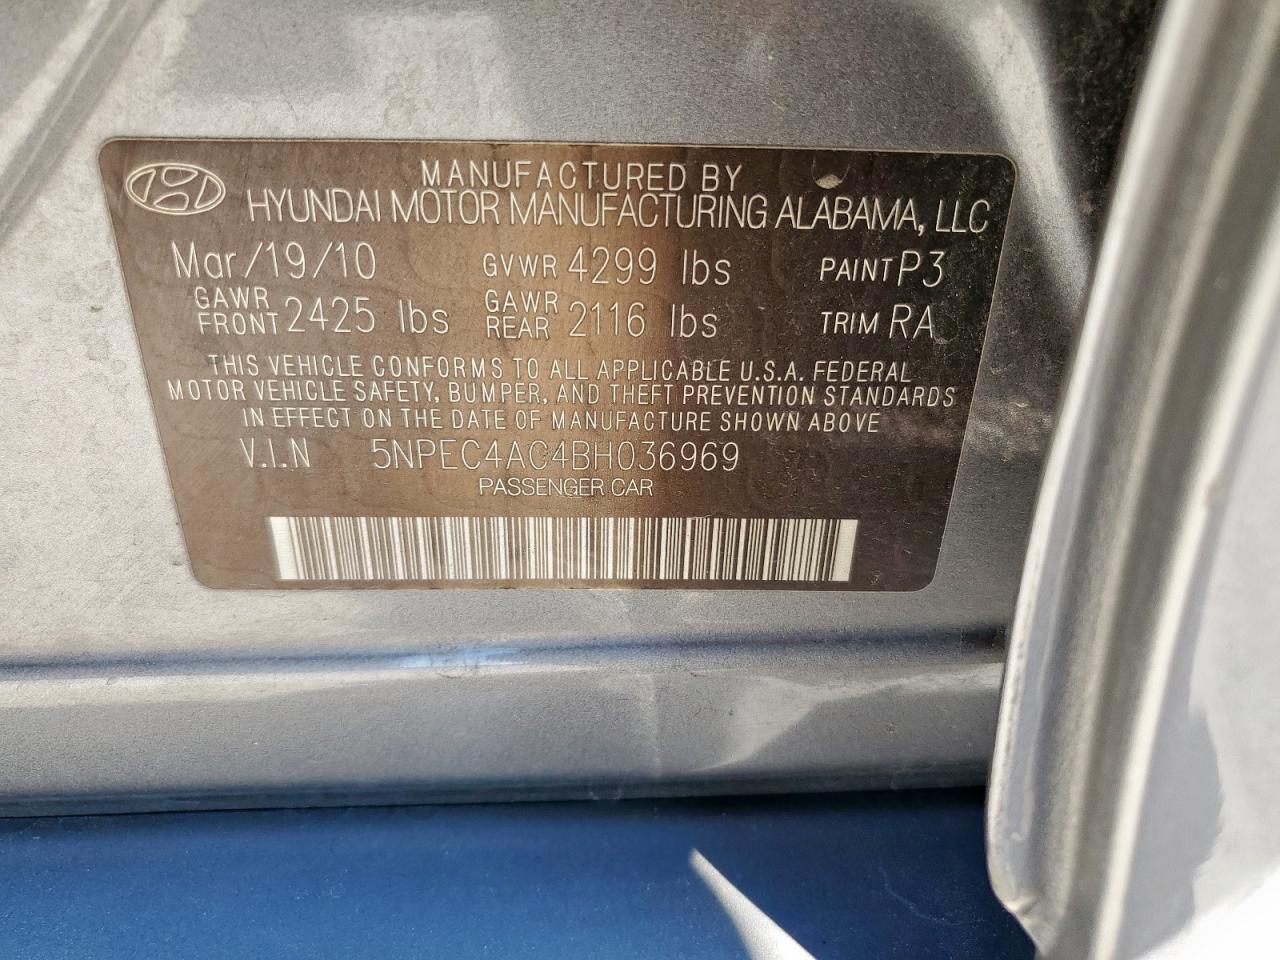 MANUFACTURED BY
HYUNDAI MOTOR MANUFACTURING ALABAMA, LLC
Mar/19/10 GVWR 4299 lbs PAINT P3
GAWR FRONT 2425 lbs GAWR REAR 2116 lbs TRIM RA
THIS VEHICLE CONFORMS TO ALL APPLICABLE U.S.A. FEDERAL
MOTOR VEHICLE SAFETY, BUMPER, AND THEFT PREVENTION STANDARDS
IN EFFECT ON THE DATE OF MANUFACTURE SHOWN ABOVE
V.I.N 5NPEC4AC4BH036969
PASSENGER CAR